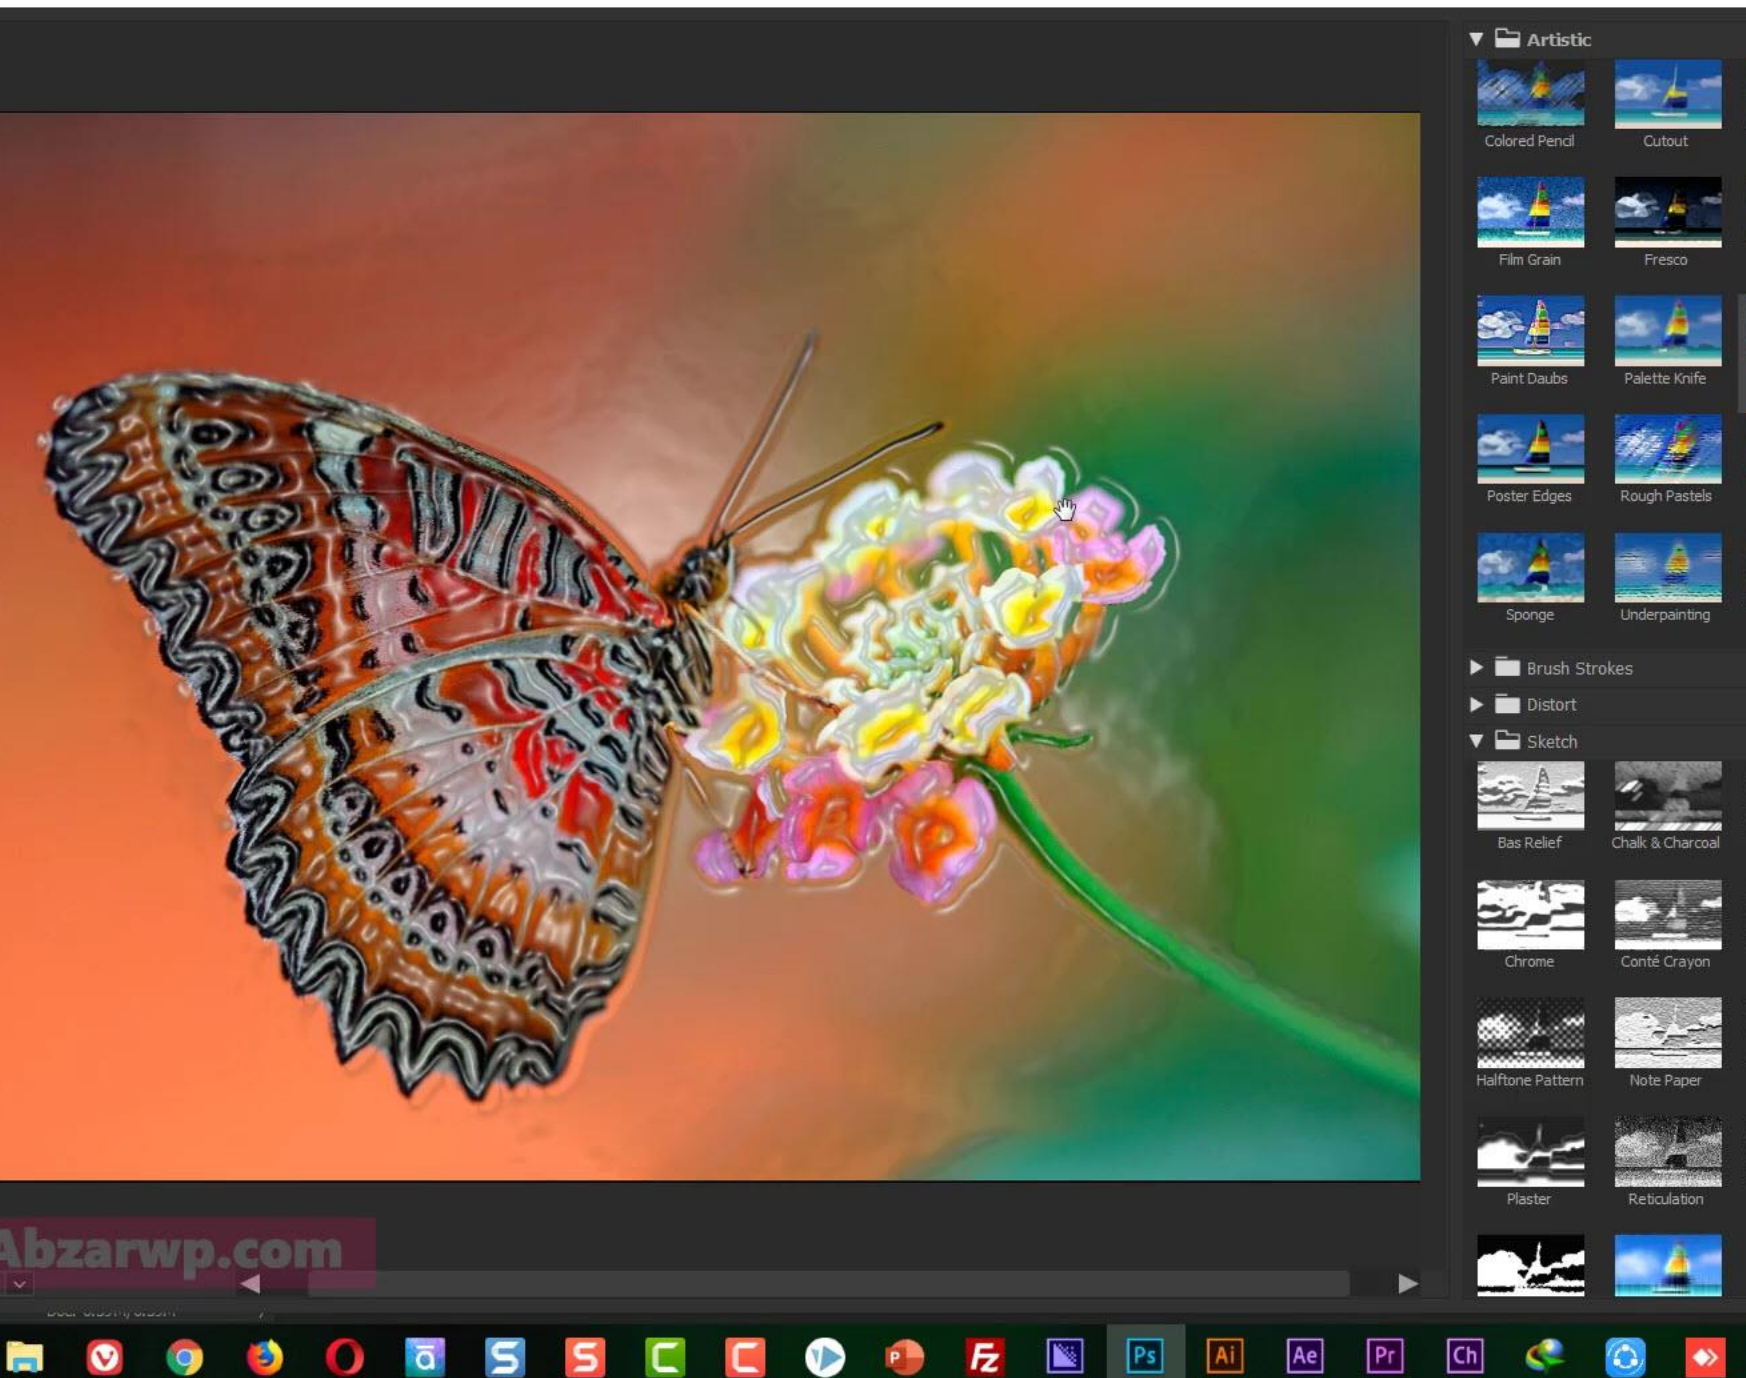 Artistic
Colored Pencil
Cutout
Film Grain
Fresco
Paint Daubs
Palette Knife
Poster Edges
Rough Pastels
Sponge
Underpainting
Brush Strokes
Distort
Sketch
Bas Relief
Chalk & Charcoal
Chrome
Conté Crayon
Halftone Pattern
Note Paper
Plaster
Reticulation
Abzarwp.com
ā
S
S
C
C
P
Fz
Ps
Ai
Ae
Pr
Ch